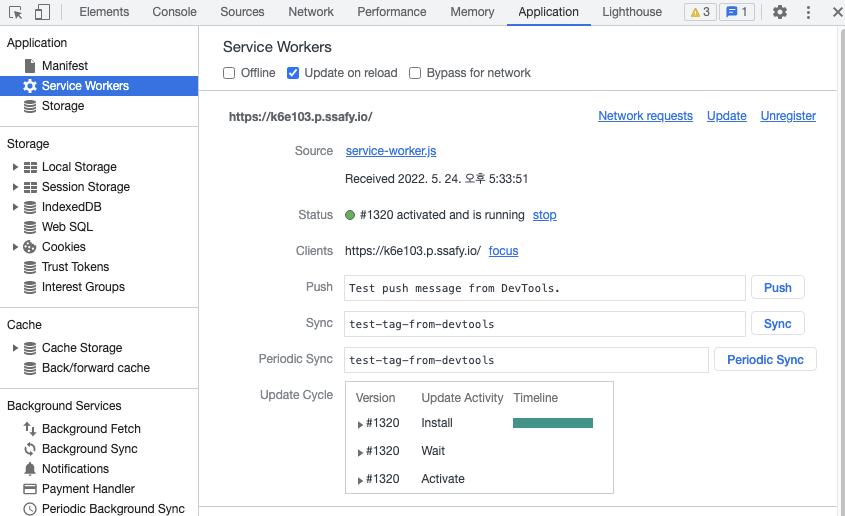 Elements Console Sources Network Performance Memory Application Lighthouse 3 1
Application
Manifest
Service Workers
Storage
Storage
Local Storage
Session Storage
IndexedDB
Web SQL
Cookies
Trust Tokens
Interest Groups
Cache
Cache Storage
Back/forward cache
Background Services
Background Fetch
Background Sync
Notifications
Payment Handler
Periodic Background Sync
Service Workers
Offline Update on reload Bypass for network
https://k6e103.p.ssafy.io/ Network requests Update Unregister
Source service-worker.js
Received 2022. 5. 24. 오후 5:33:51
Status #1320 activated and is running stop
Clients https://k6e103.p.ssafy.io/ focus
Push Test push message from DevTools. Push
Sync test-tag-from-devtools Sync
Periodic Sync test-tag-from-devtools Periodic Sync
Update Cycle Version Update Activity Timeline
#1320 Install
#1320 Wait
#1320 Activate